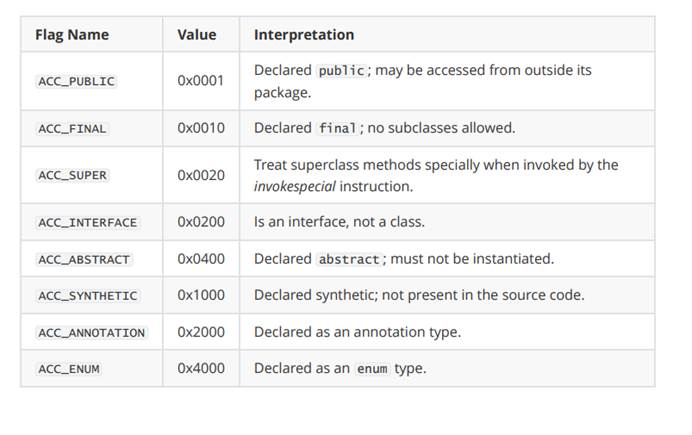 Flag Name Value Interpretation
ACC_PUBLIC 0x0001 Declared public; may be accessed from outside its
package.
ACC_FINAL 0x0010 Declared final; no subclasses allowed.
ACC_SUPER 0x0020 Treat superclass methods specially when invoked by the
invokespecial instruction.
ACC_INTERFACE 0x0200 Is an interface, not a class.
ACC_ABSTRACT 0x0400 Declared abstract; must not be instantiated.
ACC_SYNTHETIC 0x1000 Declared synthetic; not present in the source code.
ACC_ANNOTATION 0x2000 Declared as an annotation type.
ACC_ENUM 0x4000 Declared as an enum type.